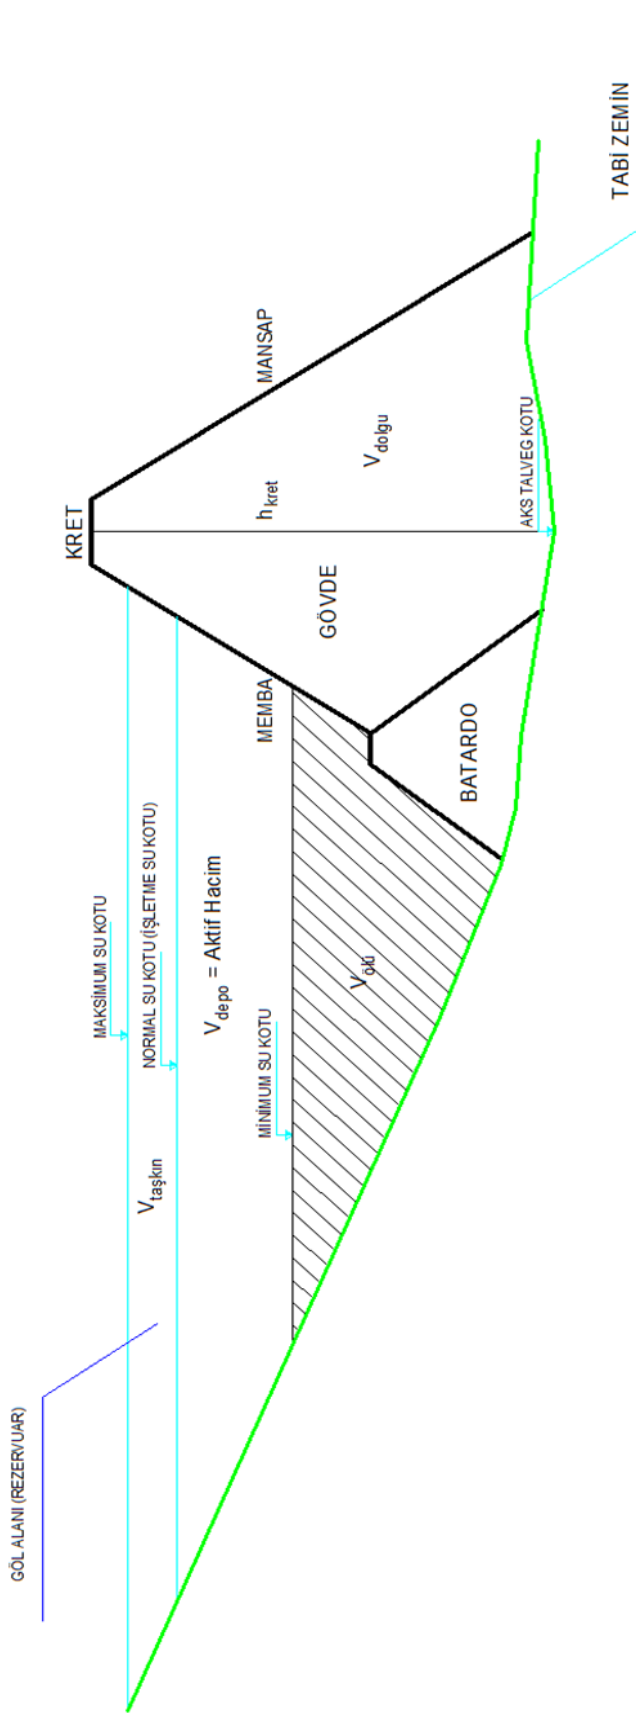 GÖL ALANI (REZERVUAR)
MAKSİMUM SU KOTU
NORMAL SU KOTU (İŞLETME SU KOTU)
V_taşkın
V_depo = Aktif Hacim
MİNİMUM SU KOTU
V_ölü
MEMBA
BATARDO
GÖVDE
KRET
h_kret
MANSAP
V_dolgu
AKS TALVEG KOTU
TABİ ZEMİN